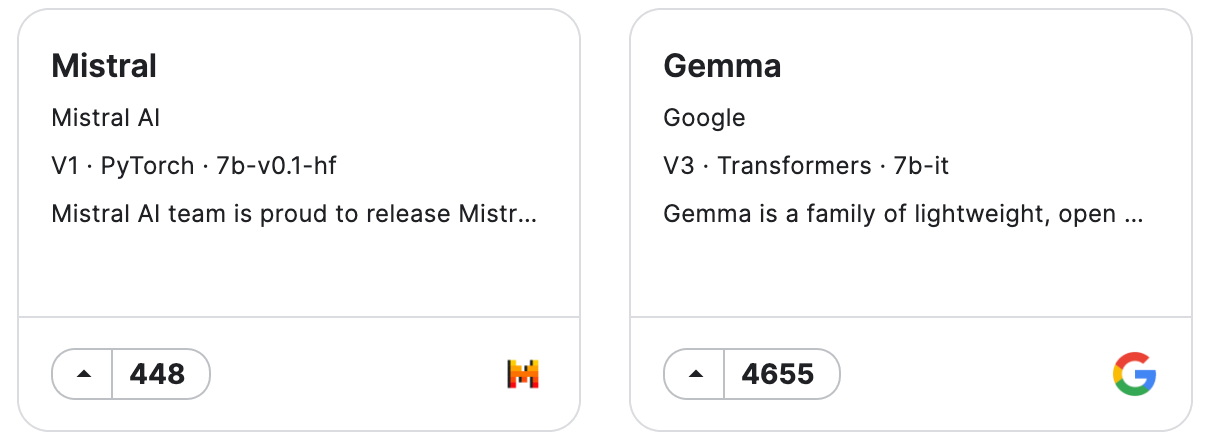 Mistral
Mistral AI
V1 · PyTorch · 7b-v0.1-hf
Mistral AI team is proud to release Mistr...
448
Gemma
Google
V3 · Transformers · 7b-it
Gemma is a family of lightweight, open ...
4655